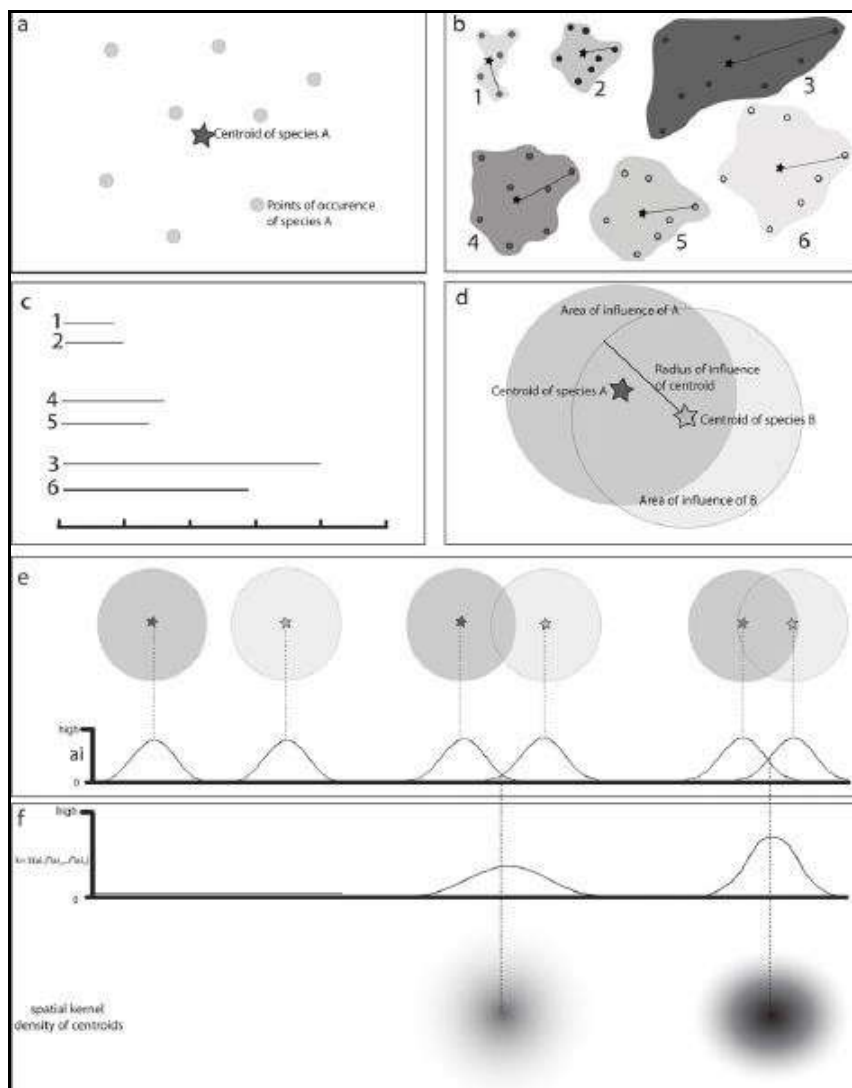 a
Centroid of species A
Points of occurence
of species A
b
1
2
3
4
5
6
c
1
2
4
5
3
6
d
Area of influence of A
Radius of influence
of centroid
Centroid of species A
Centroid of species B
Area of influence of B
e
high
ai
0
f
high
0
spatial kernel
density of centroids